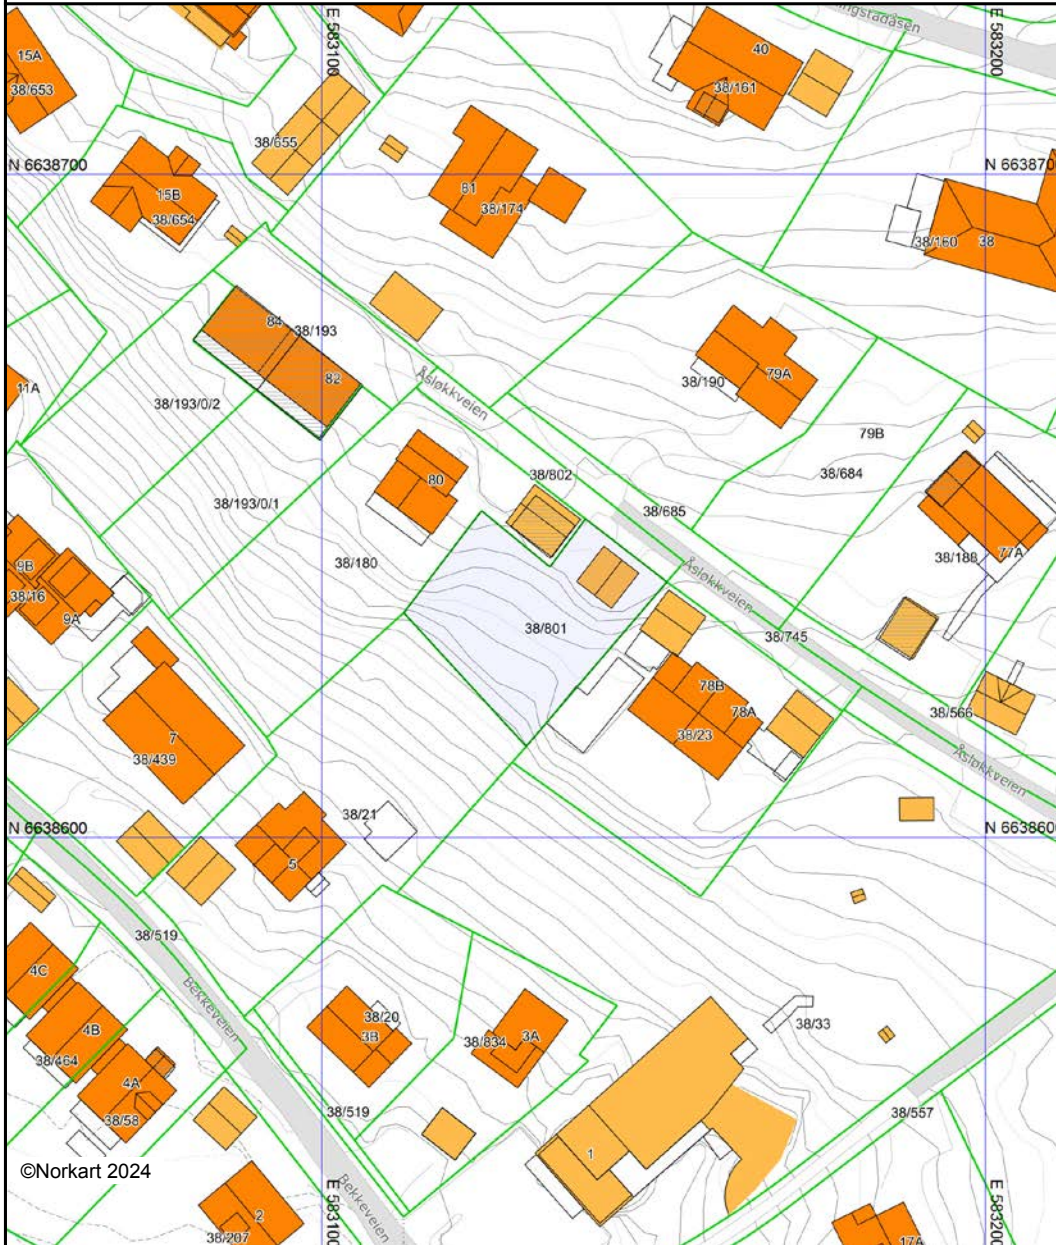 ingstadåsen
E 583100
E 583200
15A
38/653
40
38/161
38/655
N 6638700
N 6638700
15B
38/654
81
38/174
38/160
38
84
38/193
82
Åsløkkveien
38/190
79A
11A
38/193/0/2
79B
38/684
80
38/802
38/193/0/1
38/685
38/188
77A
38/180
Åsløkkveien
9B
38/16
9A
38/801
38/745
78B
78A
38/23
38/566
7
38/439
Åsløkkveien
38/21
N 6638600
N 6638600
5
38/519
4C
Bekkeveien
4B
38/464
38/20
3B
38/834
3A
38/33
4A
38/58
38/519
38/557
1
©Norkart 2024
Bekkeveien
E 583100
E 583200
2
38/207
17A